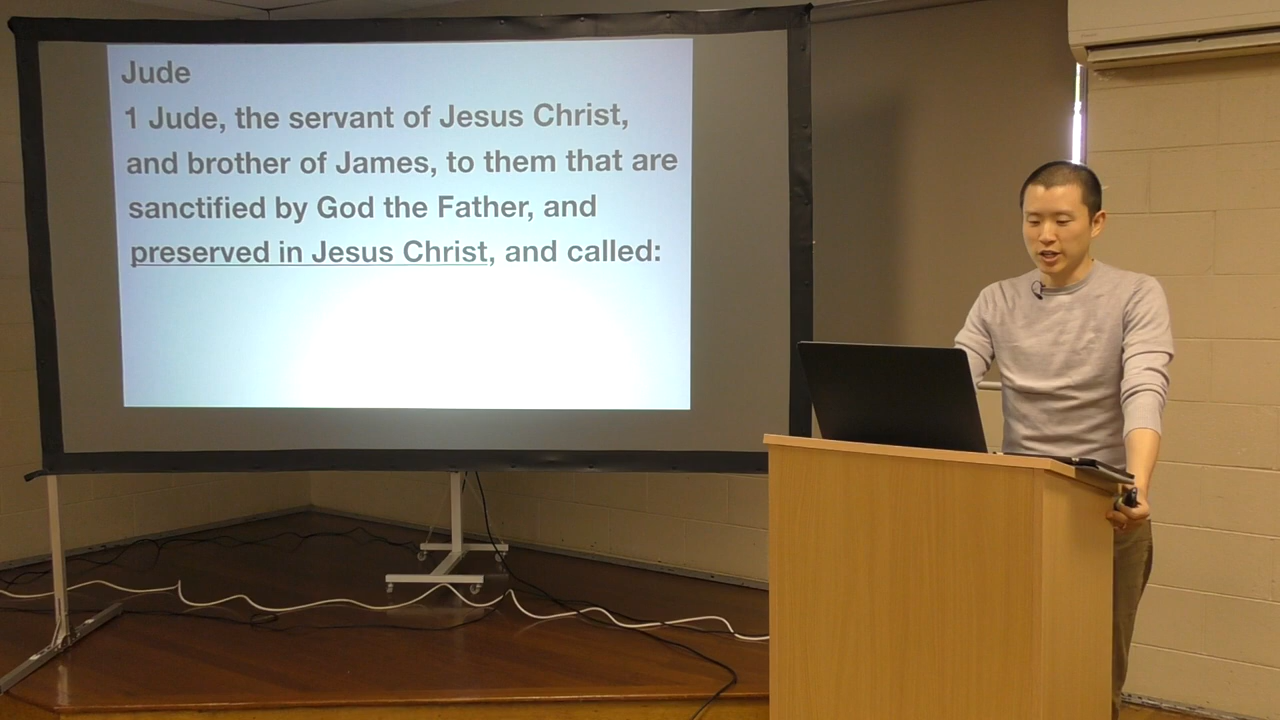 Jude
1 Jude, the servant of Jesus Christ,
and brother of James, to them that are
sanctified by God the Father, and
preserved in Jesus Christ, and called: